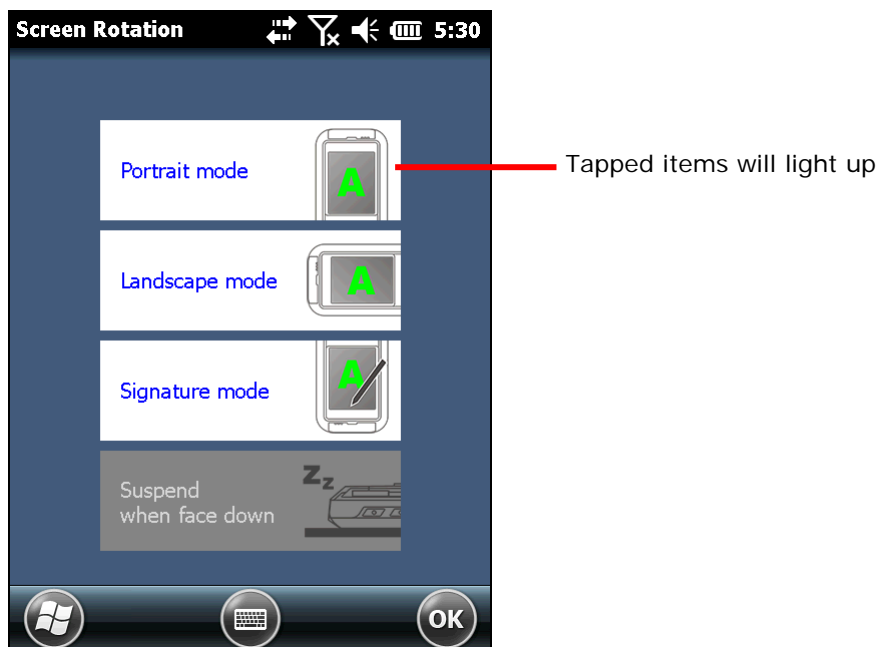 Screen Rotation 5:30
Portrait mode
A
Tapped items will light up
Landscape mode
A
Signature mode
A
Suspend
when face down
Zz
OK